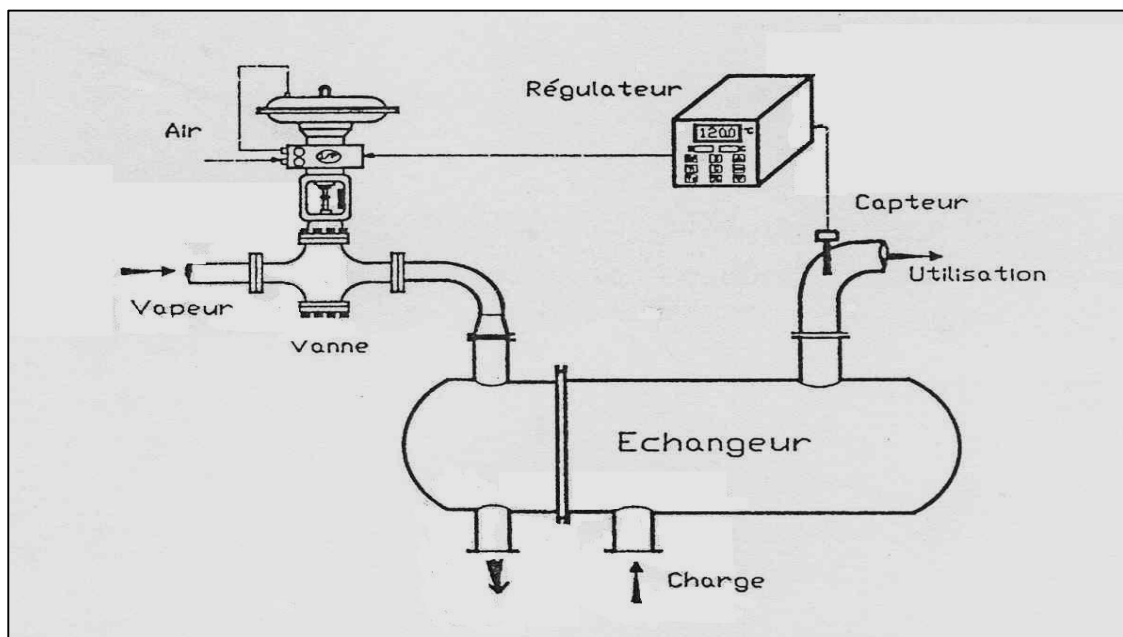 Régulateur
Air
120.0 °C
Capteur
Utilisation
Vapeur
Vanne
Echangeur
Charge